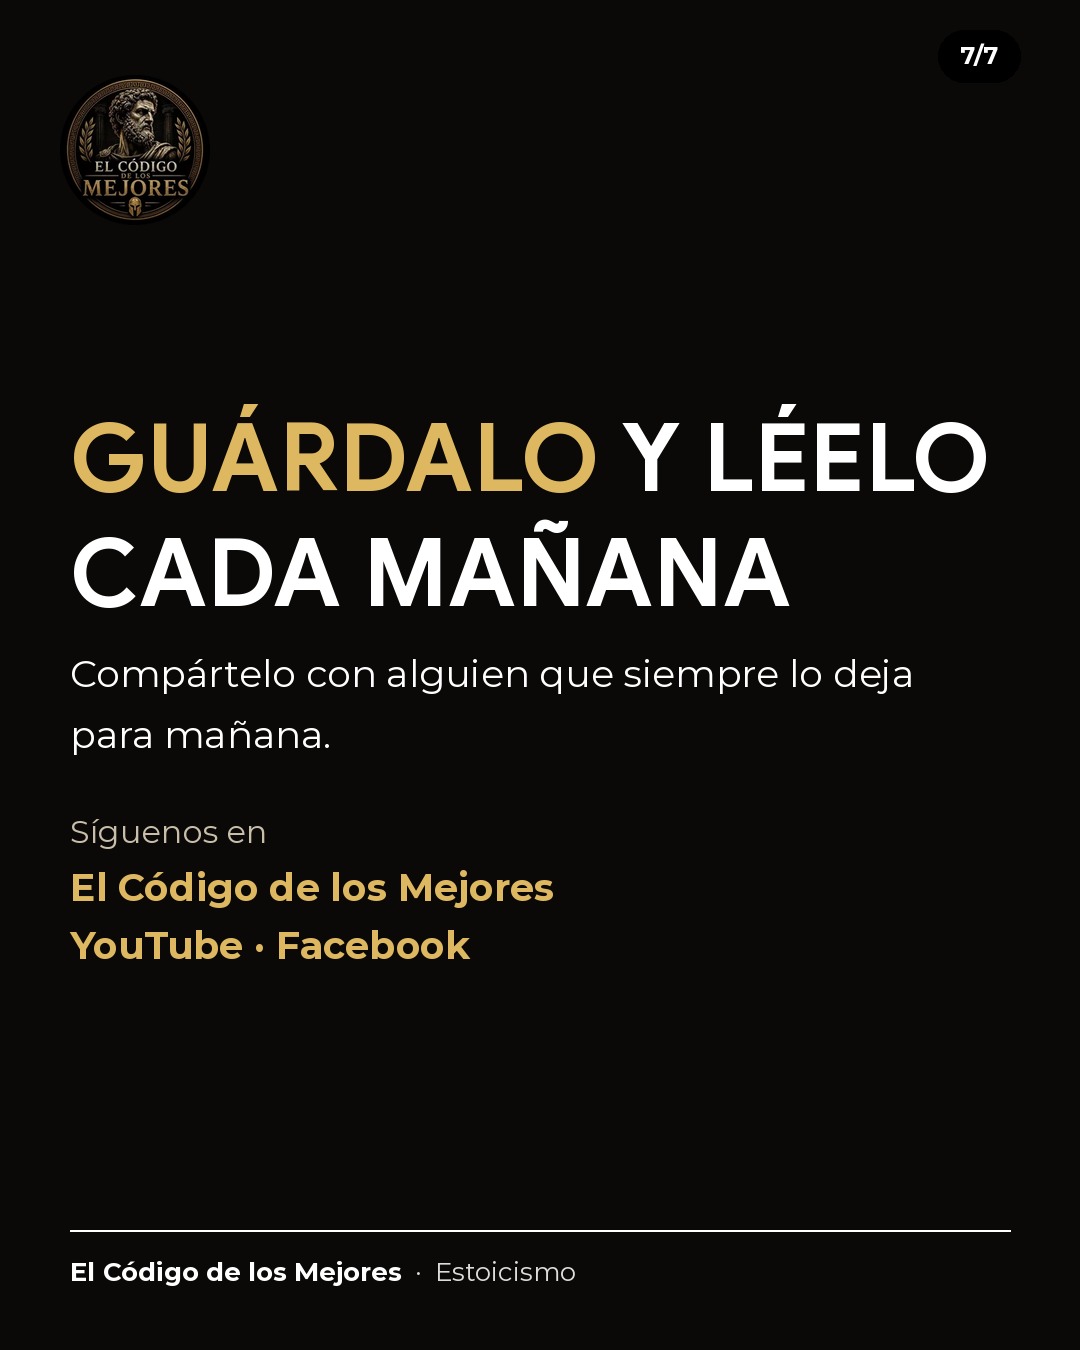 7/7
EL CÓDIGO
DE LOS
MEJORES
GUÁRDALO Y LÉELO
CADA MAÑANA
Compártelo con alguien que siempre lo deja
para mañana.
Síguenos en
El Código de los Mejores
YouTube · Facebook
El Código de los Mejores · Estoicismo